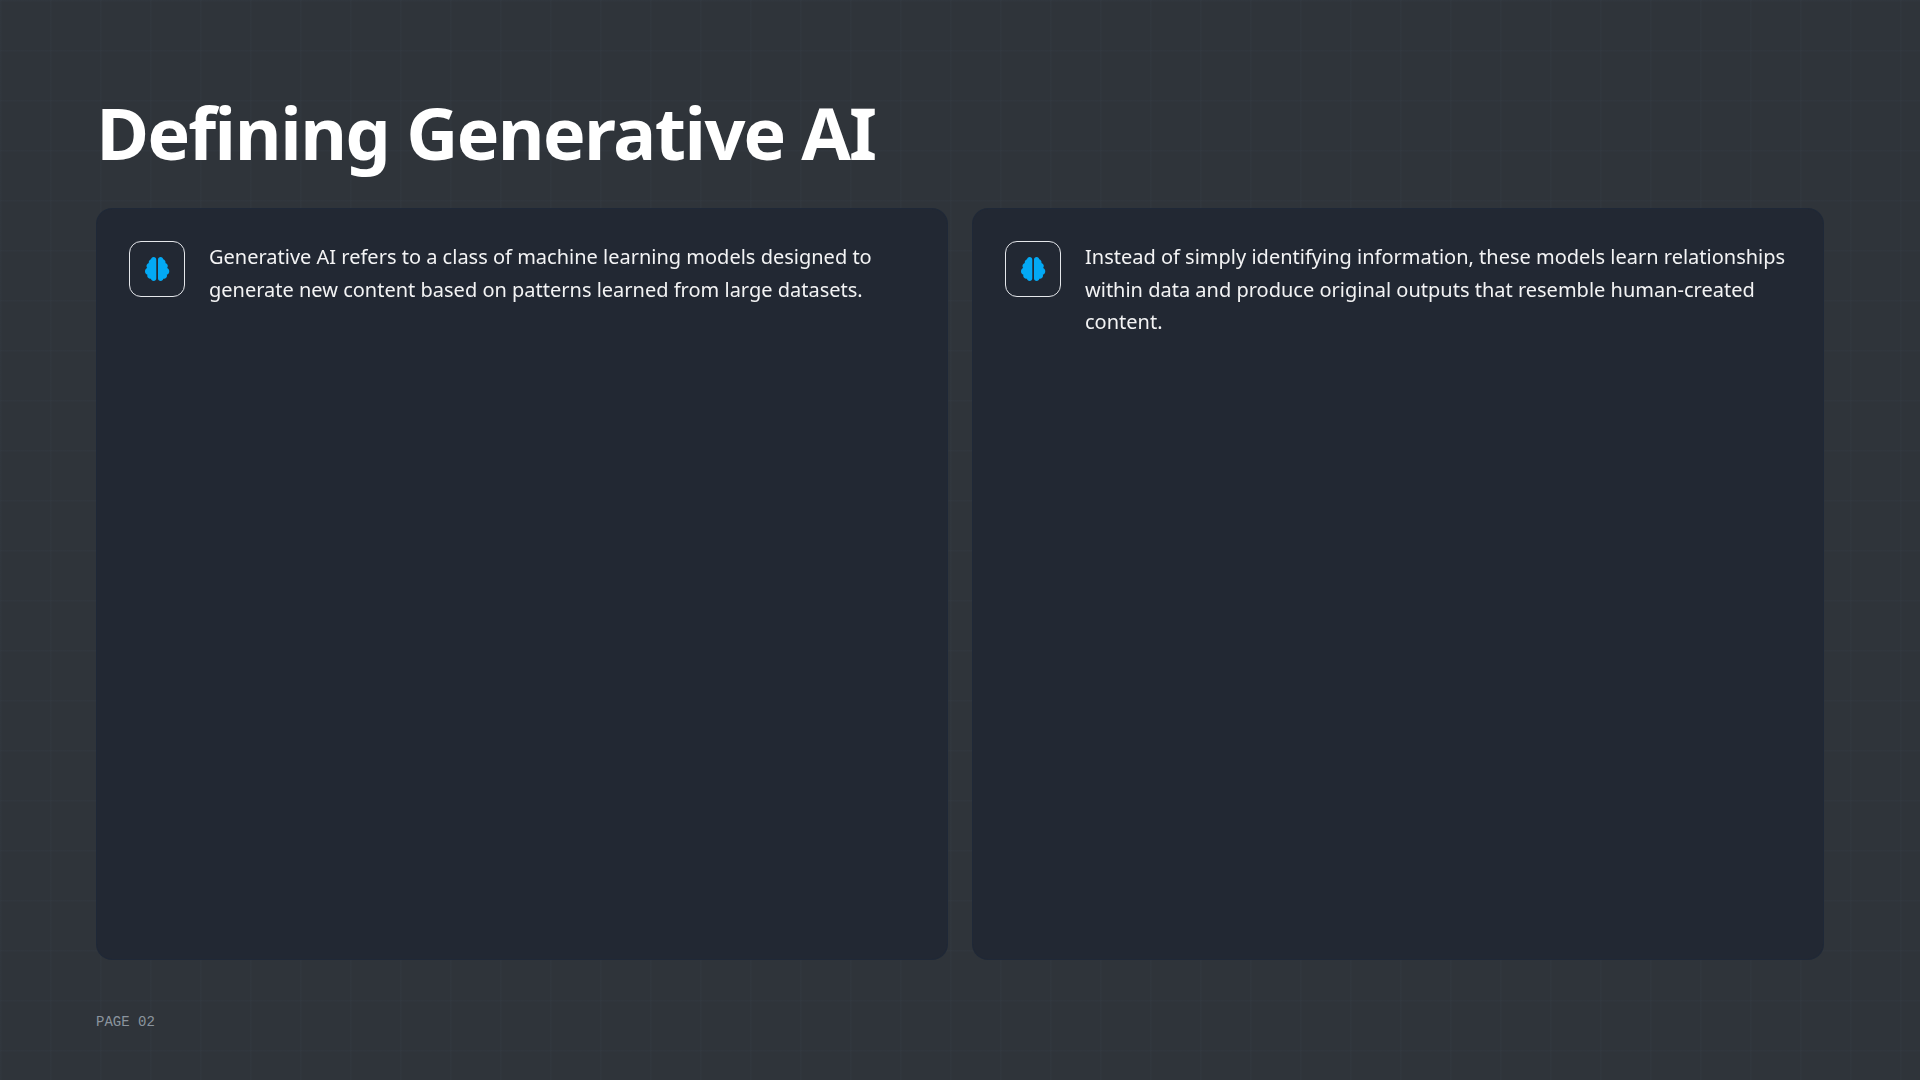 Defining Generative AI
Generative AI refers to a class of machine learning models designed to
generate new content based on patterns learned from large datasets.
Instead of simply identifying information, these models learn relationships
within data and produce original outputs that resemble human-created
content.
PAGE 02